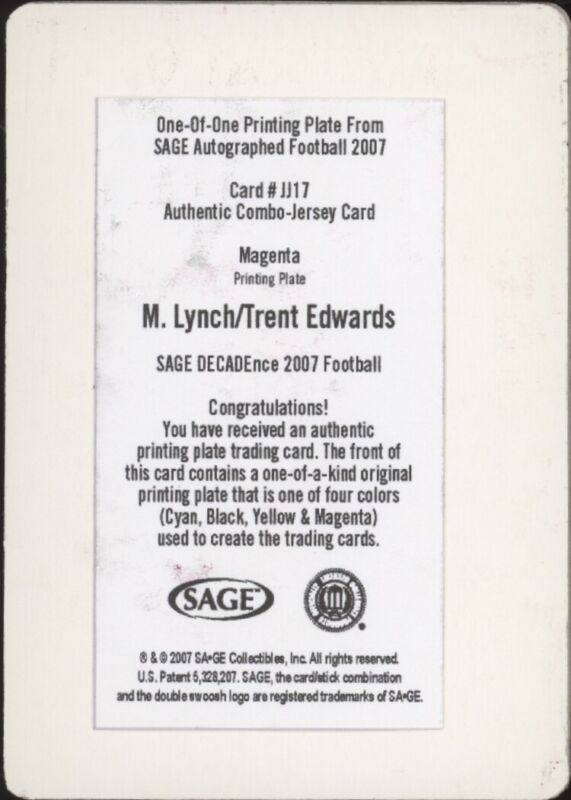 One-Of-One Printing Plate From
SAGE Autographed Football 2007
Card # JJ17
Authentic Combo-Jersey Card
Magenta
Printing Plate
M. Lynch/Trent Edwards
SAGE DECADEnce 2007 Football
Congratulations!
You have received an authentic
printing plate trading card. The front of
this card contains a one-of-a-kind original
printing plate that is one of four colors
(Cyan, Black, Yellow & Magenta)
used to create the trading cards.
SAGE™
® & © 2007 SA•GE Collectibles, Inc. All rights reserved.
U.S. Patent 5,328,207. SAGE, the card/stick combination
and the double swoosh logo are registered trademarks of SA•GE.